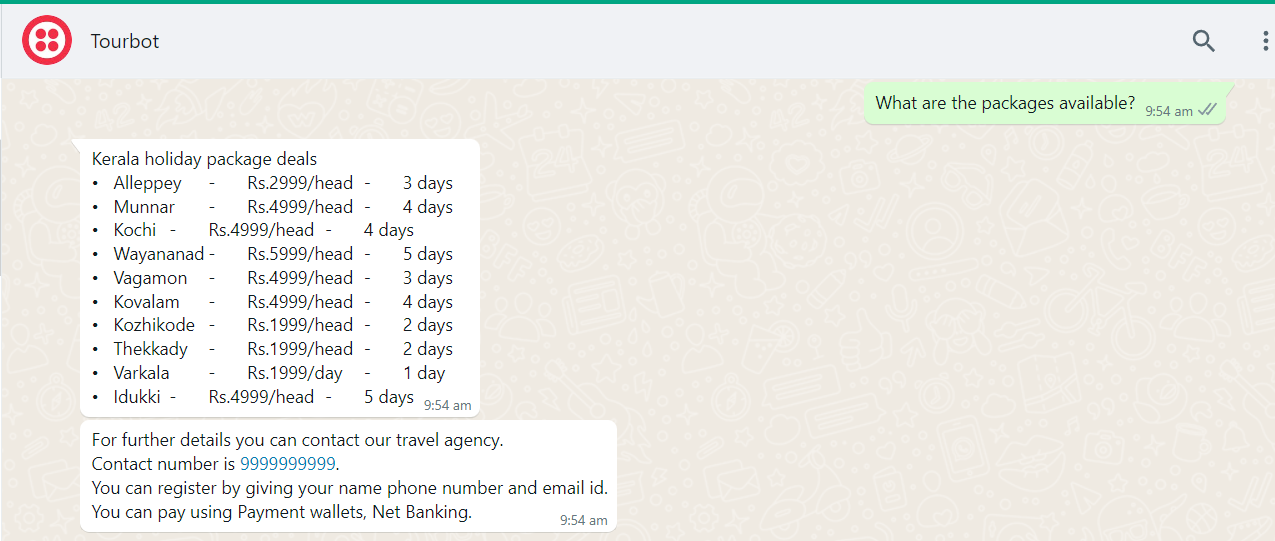 Tourbot
What are the packages available? 9:54 am
Kerala holiday package deals
• Alleppey - Rs.2999/head - 3 days
• Munnar - Rs.4999/head - 4 days
• Kochi - Rs.4999/head - 4 days
• Wayananad - Rs.5999/head - 5 days
• Vagamon - Rs.4999/head - 3 days
• Kovalam - Rs.4999/head - 4 days
• Kozhikode - Rs.1999/head - 2 days
• Thekkady - Rs.1999/head - 2 days
• Varkala - Rs.1999/day - 1 day
• Idukki - Rs.4999/head - 5 days 9:54 am
For further details you can contact our travel agency.
Contact number is 9999999999.
You can register by giving your name phone number and email id.
You can pay using Payment wallets, Net Banking. 9:54 am